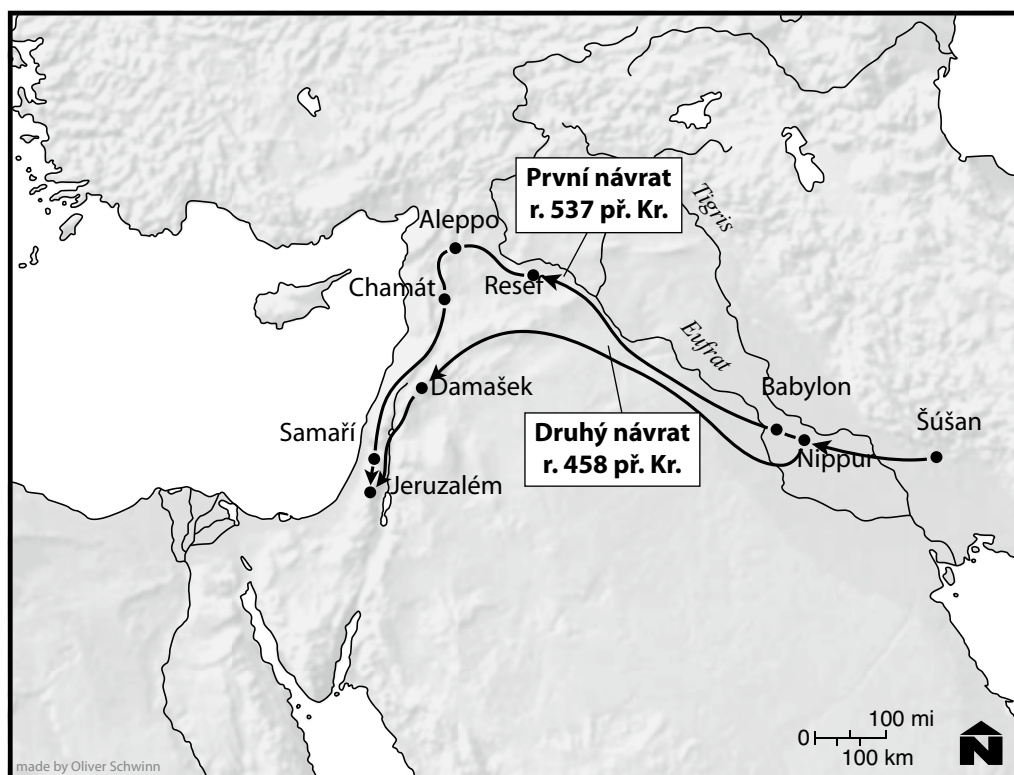 První návrat
r. 537 př. Kr.
Tigris
Aleppo
Chamát
Resef
Eufrat
Damašek
Babylon
Šúšan
Samaří
Druhý návrat
r. 458 př. Kr.
Nippur
Jeruzalém
100 mi
0
100 km
N
made by Oliver Schwinn